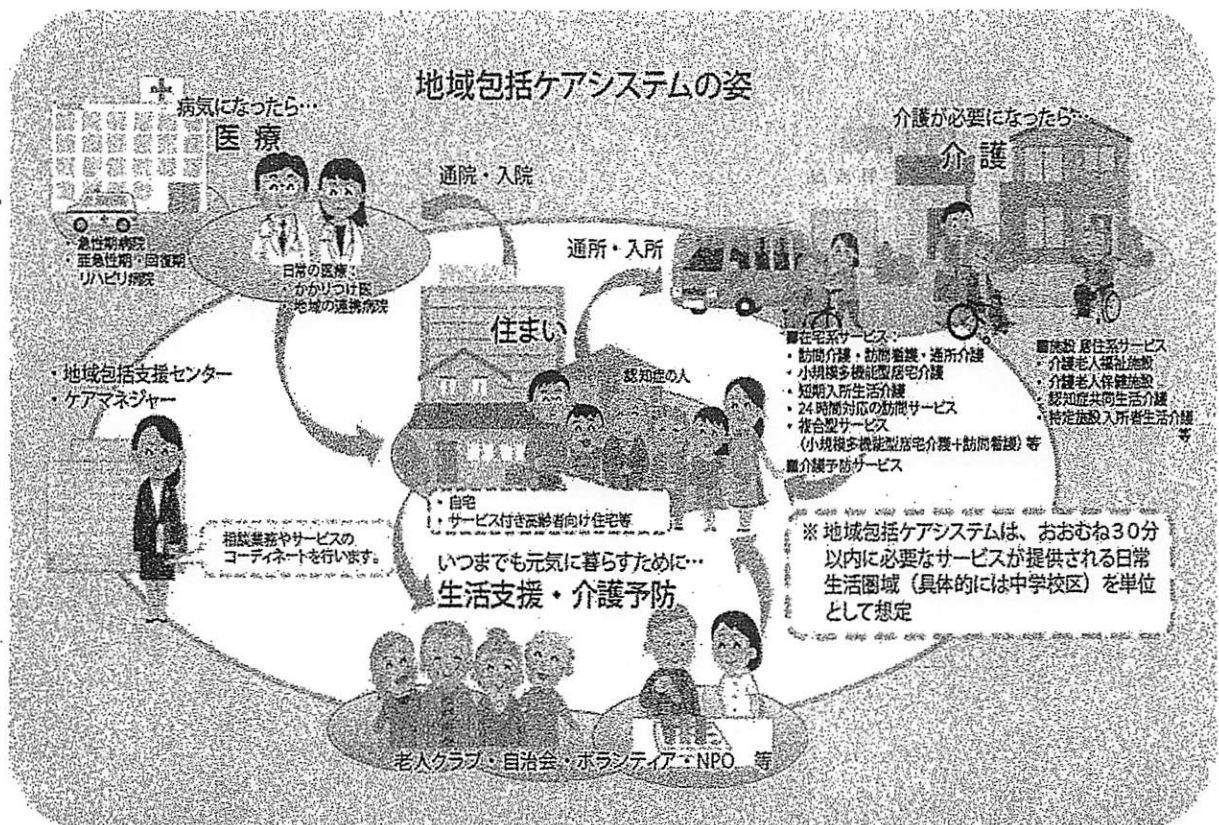 地域包括ケアシステムの姿
病気になったら…
医 療
・急性期病院
・亜急性期・回復期
リハビリ病院
日常の医療：
・かかりつけ医
・地域の連携病院
通院・入院
通所・入所
介護が必要になったら…
介 護
住まい
認知症の人
・自宅
・サービス付き高齢者向け住宅等
■在宅系サービス：
・訪問介護・訪問看護・通所介護
・小規模多機能型居宅介護
・短期入所生活介護
・24時間対応の訪問サービス
・複合型サービス
（小規模多機能型居宅介護＋訪問看護）等
■介護予防サービス
■施設・居住系サービス
・介護老人福祉施設
・介護老人保健施設
・認知症共同生活介護
・特定施設入所者生活介護
等
・地域包括支援センター
・ケアマネジャー
相談業務やサービスの
コーディネートを行います。
いつまでも元気に暮らすために…
生活支援・介護予防
老人クラブ・自治会・ボランティア・NPO 等
※ 地域包括ケアシステムは、おおむね30分
以内に必要なサービスが提供される日常
生活圏域（具体的には中学校区）を単位
として想定